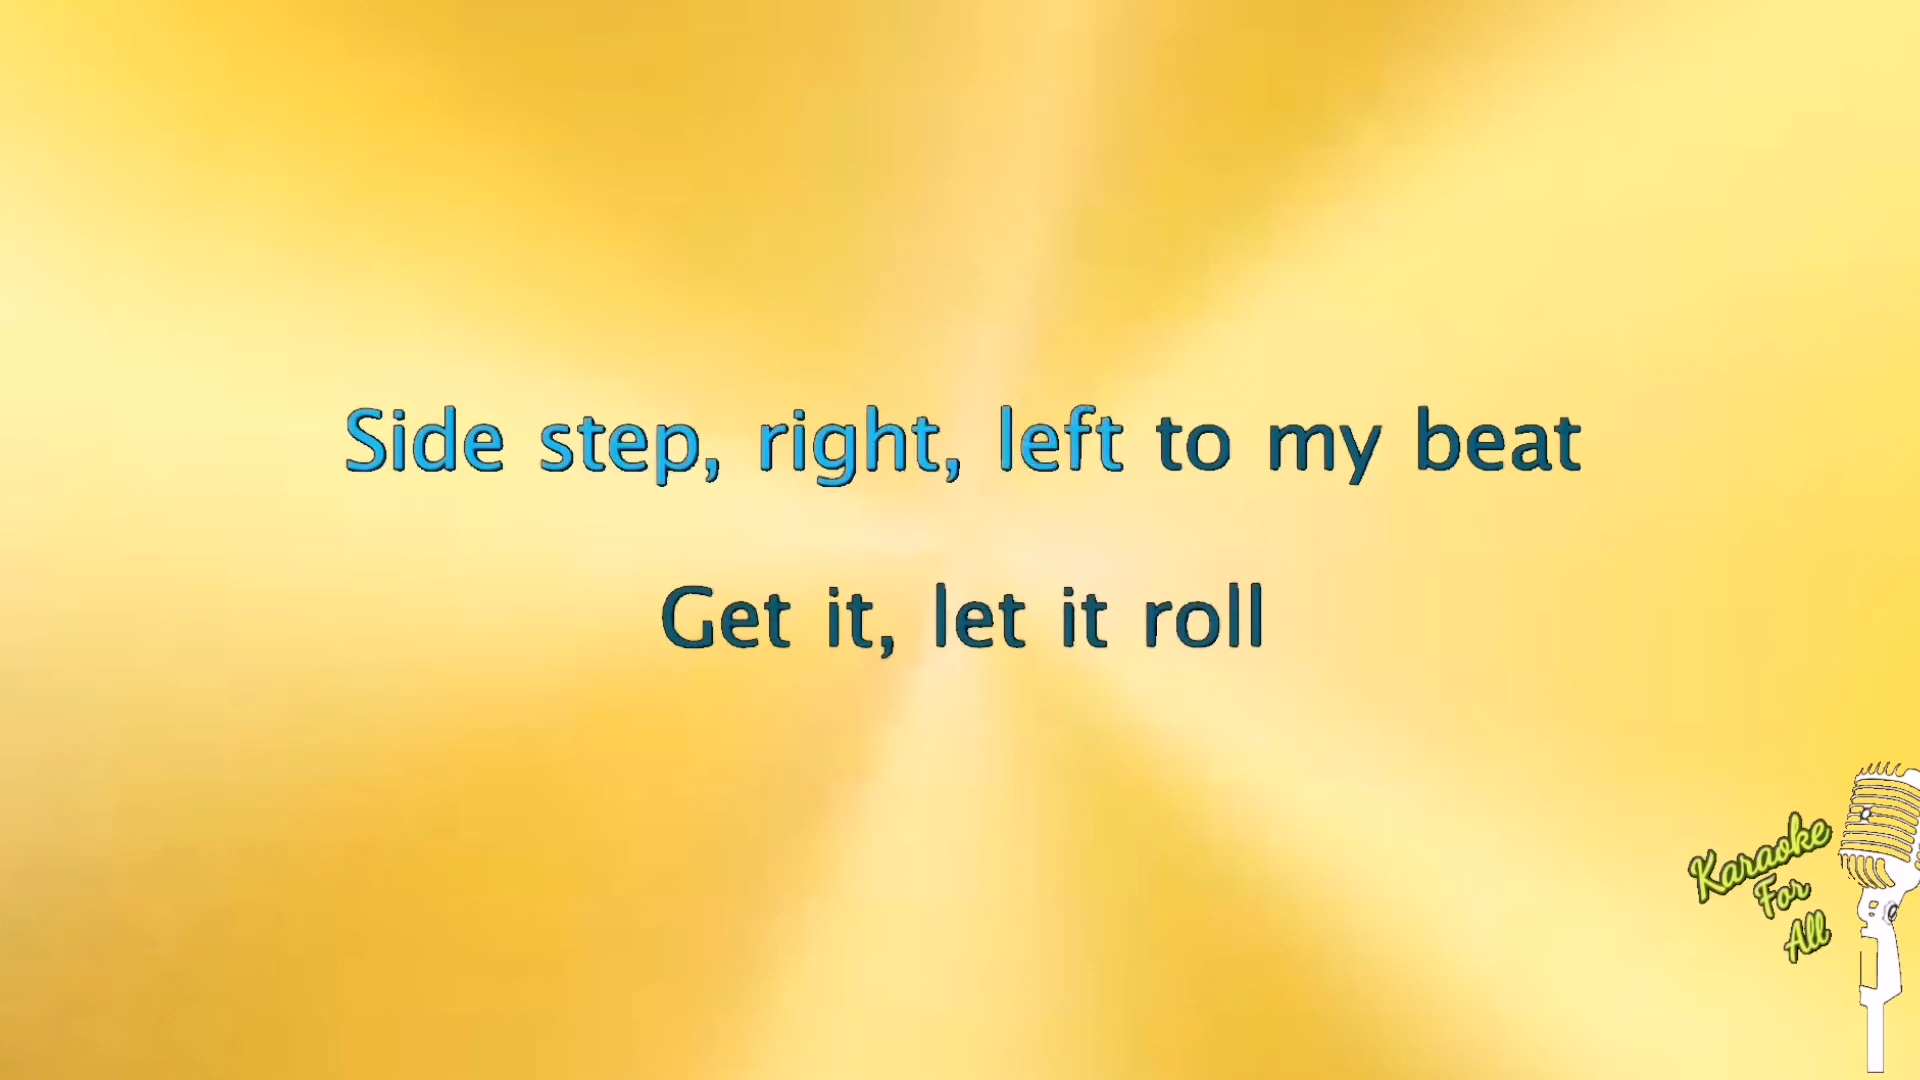 Side step, right, left to my beat
Get it, let it roll
Karaoke
For
All